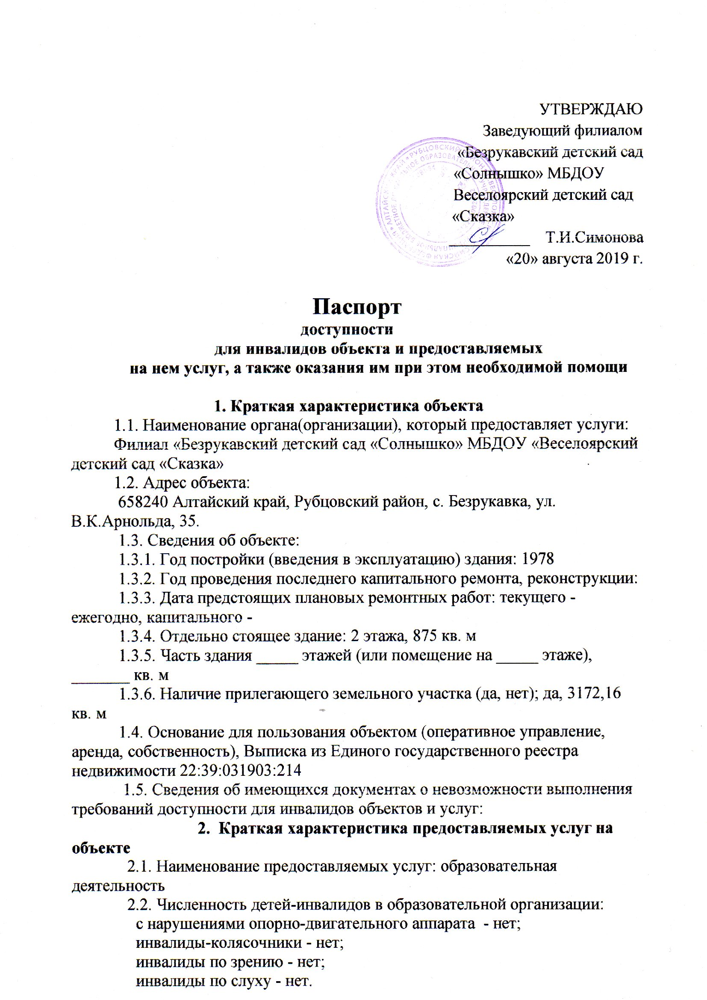 УТВЕРЖДАЮ
Заведующий филиалом
«Безрукавский детский сад
«Солнышко» МБДОУ
Веселоярский детский сад
«Сказка»
__________ Т.И.Симонова
«20» августа 2019 г.
Паспорт
доступности
для инвалидов объекта и предоставляемых
на нем услуг, а также оказания им при этом необходимой помощи
1. Краткая характеристика объекта
1.1. Наименование органа(организации), который предоставляет услуги:
Филиал «Безрукавский детский сад «Солнышко» МБДОУ «Веселоярский
детский сад «Сказка»
1.2. Адрес объекта:
658240 Алтайский край, Рубцовский район, с. Безрукавка, ул.
В.К.Арнольда, 35.
1.3. Сведения об объекте:
1.3.1. Год постройки (введения в эксплуатацию) здания: 1978
1.3.2. Год проведения последнего капитального ремонта, реконструкции:
1.3.3. Дата предстоящих плановых ремонтных работ: текущего -
ежегодно, капитального -
1.3.4. Отдельно стоящее здание: 2 этажа, 875 кв. м
1.3.5. Часть здания _____ этажей (или помещение на _____ этаже),
_______ кв. м
1.3.6. Наличие прилегающего земельного участка (да, нет); да, 3172,16
кв. м
1.4. Основание для пользования объектом (оперативное управление,
аренда, собственность), Выписка из Единого государственного реестра
недвижимости 22:39:031903:214
1.5. Сведения об имеющихся документах о невозможности выполнения
требований доступности для инвалидов объектов и услуг:
2. Краткая характеристика предоставляемых услуг на
объекте
2.1. Наименование предоставляемых услуг: образовательная
деятельность
2.2. Численность детей-инвалидов в образовательной организации:
с нарушениями опорно-двигательного аппарата - нет;
инвалиды-колясочники - нет;
инвалиды по зрению - нет;
инвалиды по слуху - нет.